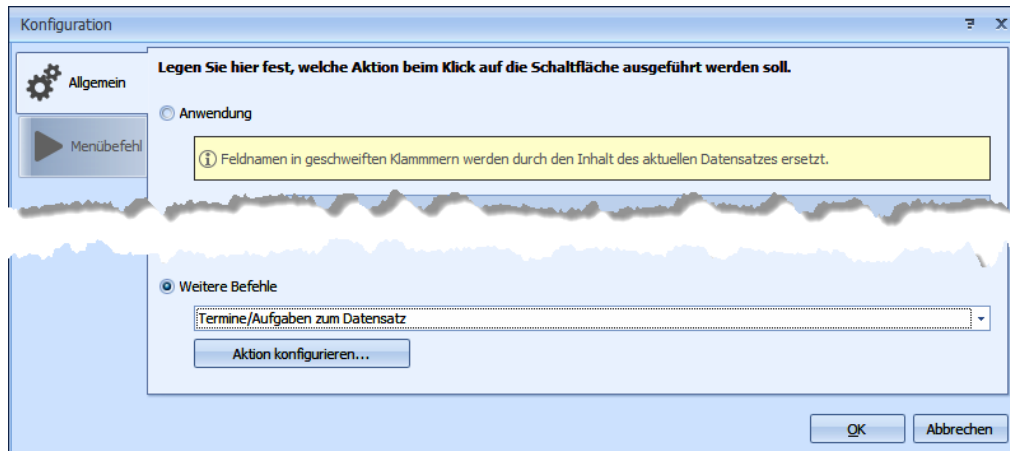 Konfiguration
Allgemein
Menübefehl
Legen Sie hier fest, welche Aktion beim Klick auf die Schaltfläche ausgeführt werden soll.
Anwendung
Feldnamen in geschweiften Klammmern werden durch den Inhalt des aktuellen Datensatzes ersetzt.
Weitere Befehle
Termine/Aufgaben zum Datensatz
Aktion konfigurieren...
OK
Abbrechen